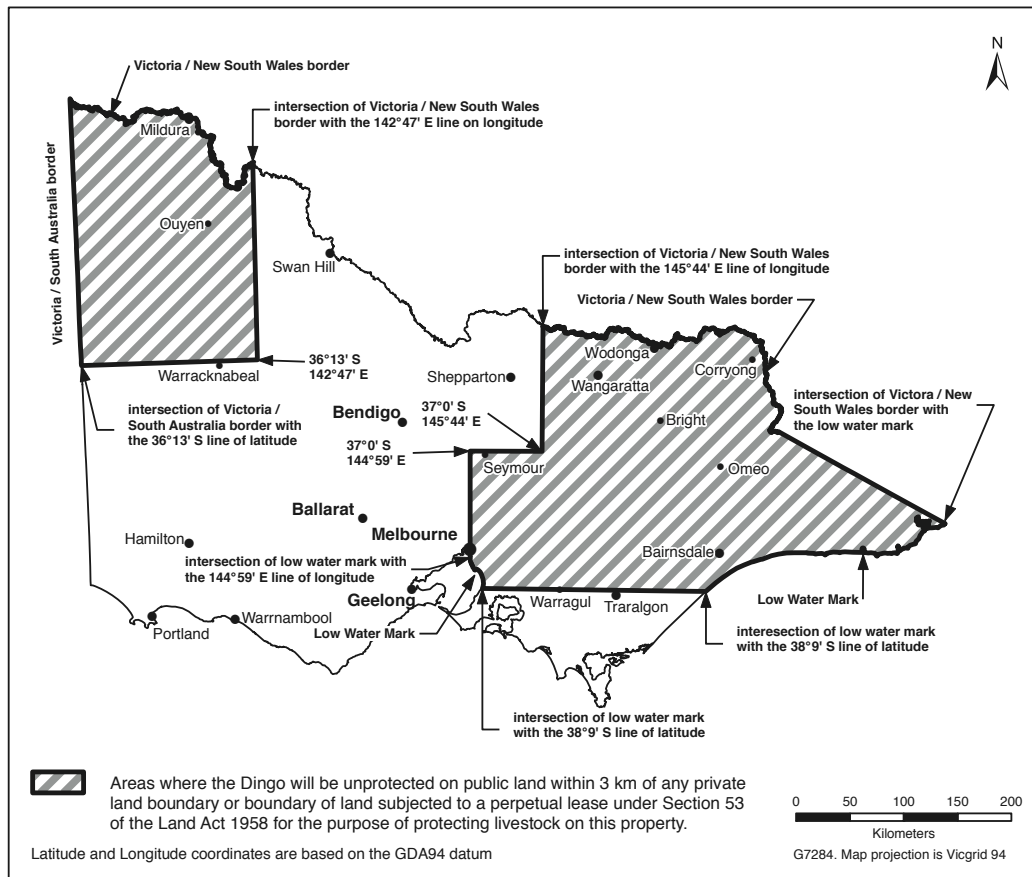 N
Victoria / New South Wales border
intersection of Victoria / New South Wales
border with the 142°47' E line on longitude
Mildura
Victoria / South Australia border
Ouyen
Swan Hill
intersection of Victoria / New South Wales
border with the 145°44' E line of longitude
Victoria / New South Wales border
Wodonga
Corryong
36°13' S
142°47' E
Warracknabeal
Shepparton
Wangaratta
intersection of Victoria /
South Australia border with
the 36°13' S line of latitude
Bendigo
37°0' S
145°44' E
Bright
intersection of Victora / New
South Wales border with
the low water mark
37°0' S
144°59' E
Seymour
Omeo
Ballarat
Melbourne
Hamilton
Bairnsdale
intersection of low water mark with
the 144°59' E line of longitude
Geelong
Warragul
Traralgon
Low Water Mark
Portland
Warrnambool
Low Water Mark
interesection of low water mark
with the 38°9' S line of latitude
intersection of low water mark
with the 38°9' S line of latitude
Areas where the Dingo will be unprotected on public land within 3 km of any private
land boundary or boundary of land subjected to a perpetual lease under Section 53
of the Land Act 1958 for the purpose of protecting livestock on this property.
0 50 100 150 200
Kilometers
Latitude and Longitude coordinates are based on the GDA94 datum
G7284. Map projection is Vicgrid 94